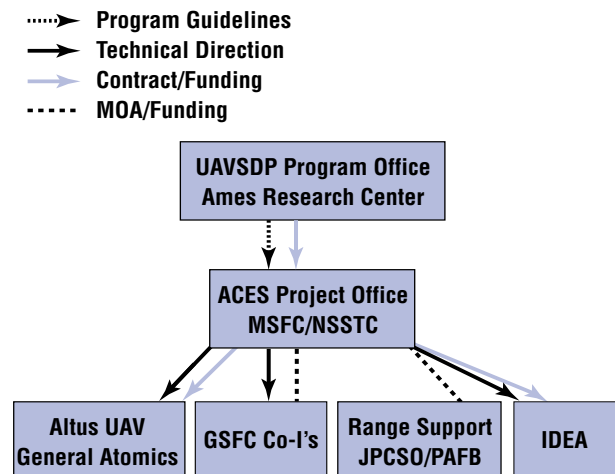 Program Guidelines
Technical Direction
Contract/Funding
MOA/Funding
UAVSDP Program Office
Ames Research Center
ACES Project Office
MSFC/NSSTC
Altus UAV
General Atomics
GSFC Co-I's
Range Support
JPCSO/PAFB
IDEA